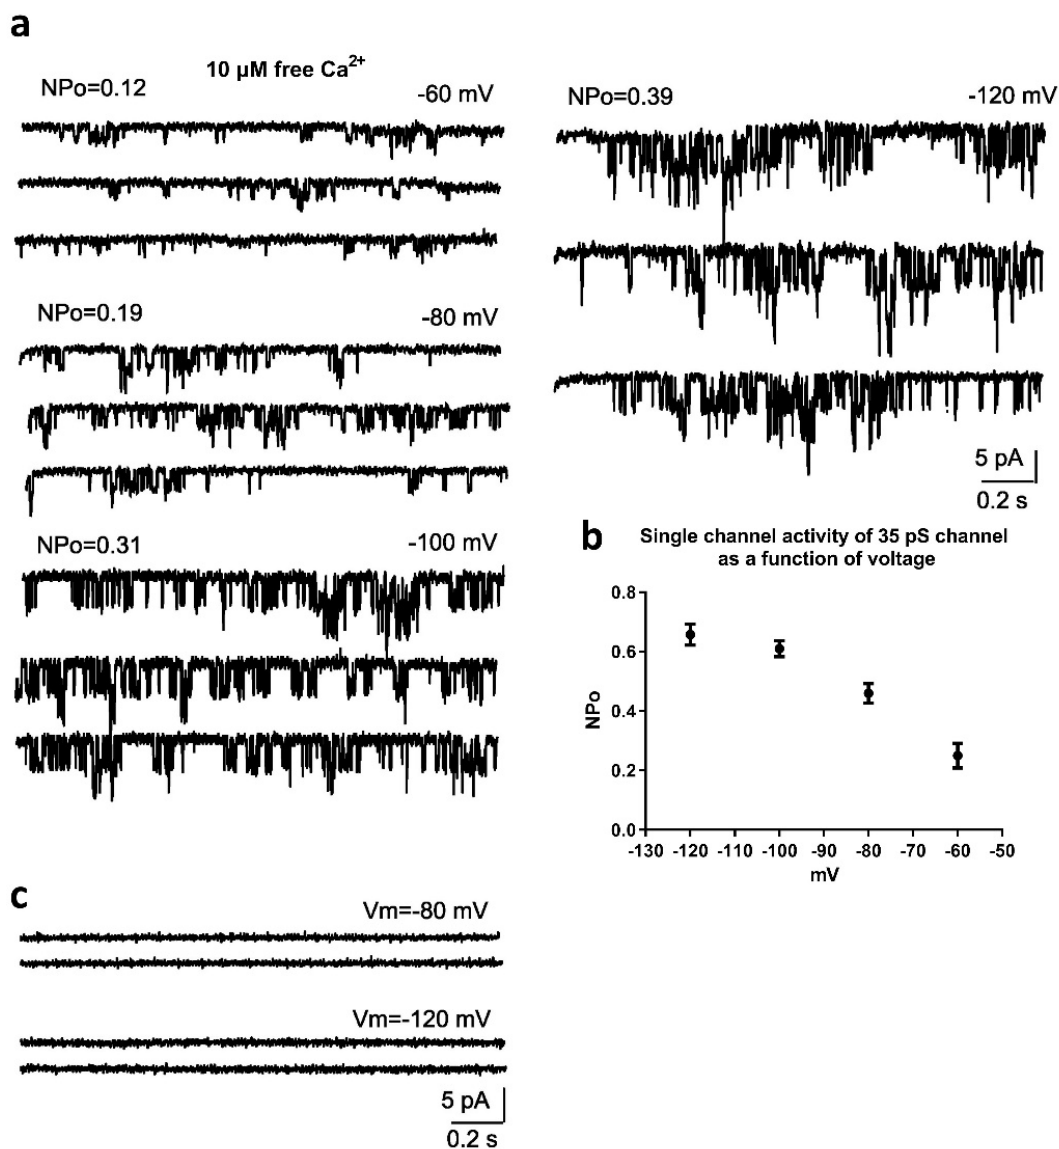 a
10 µM free Ca2+
NPo=0.12
-60 mV
NPo=0.19
-80 mV
NPo=0.31
-100 mV
NPo=0.39
-120 mV
5 pA
0.2 s
b
Single channel activity of 35 pS channel
as a function of voltage
0.8
0.6
0.4
0.2
0.0
NPo
-130 -120 -110 -100 -90 -80 -70 -60 -50
mV
c
Vm=-80 mV
Vm=-120 mV
5 pA
0.2 s